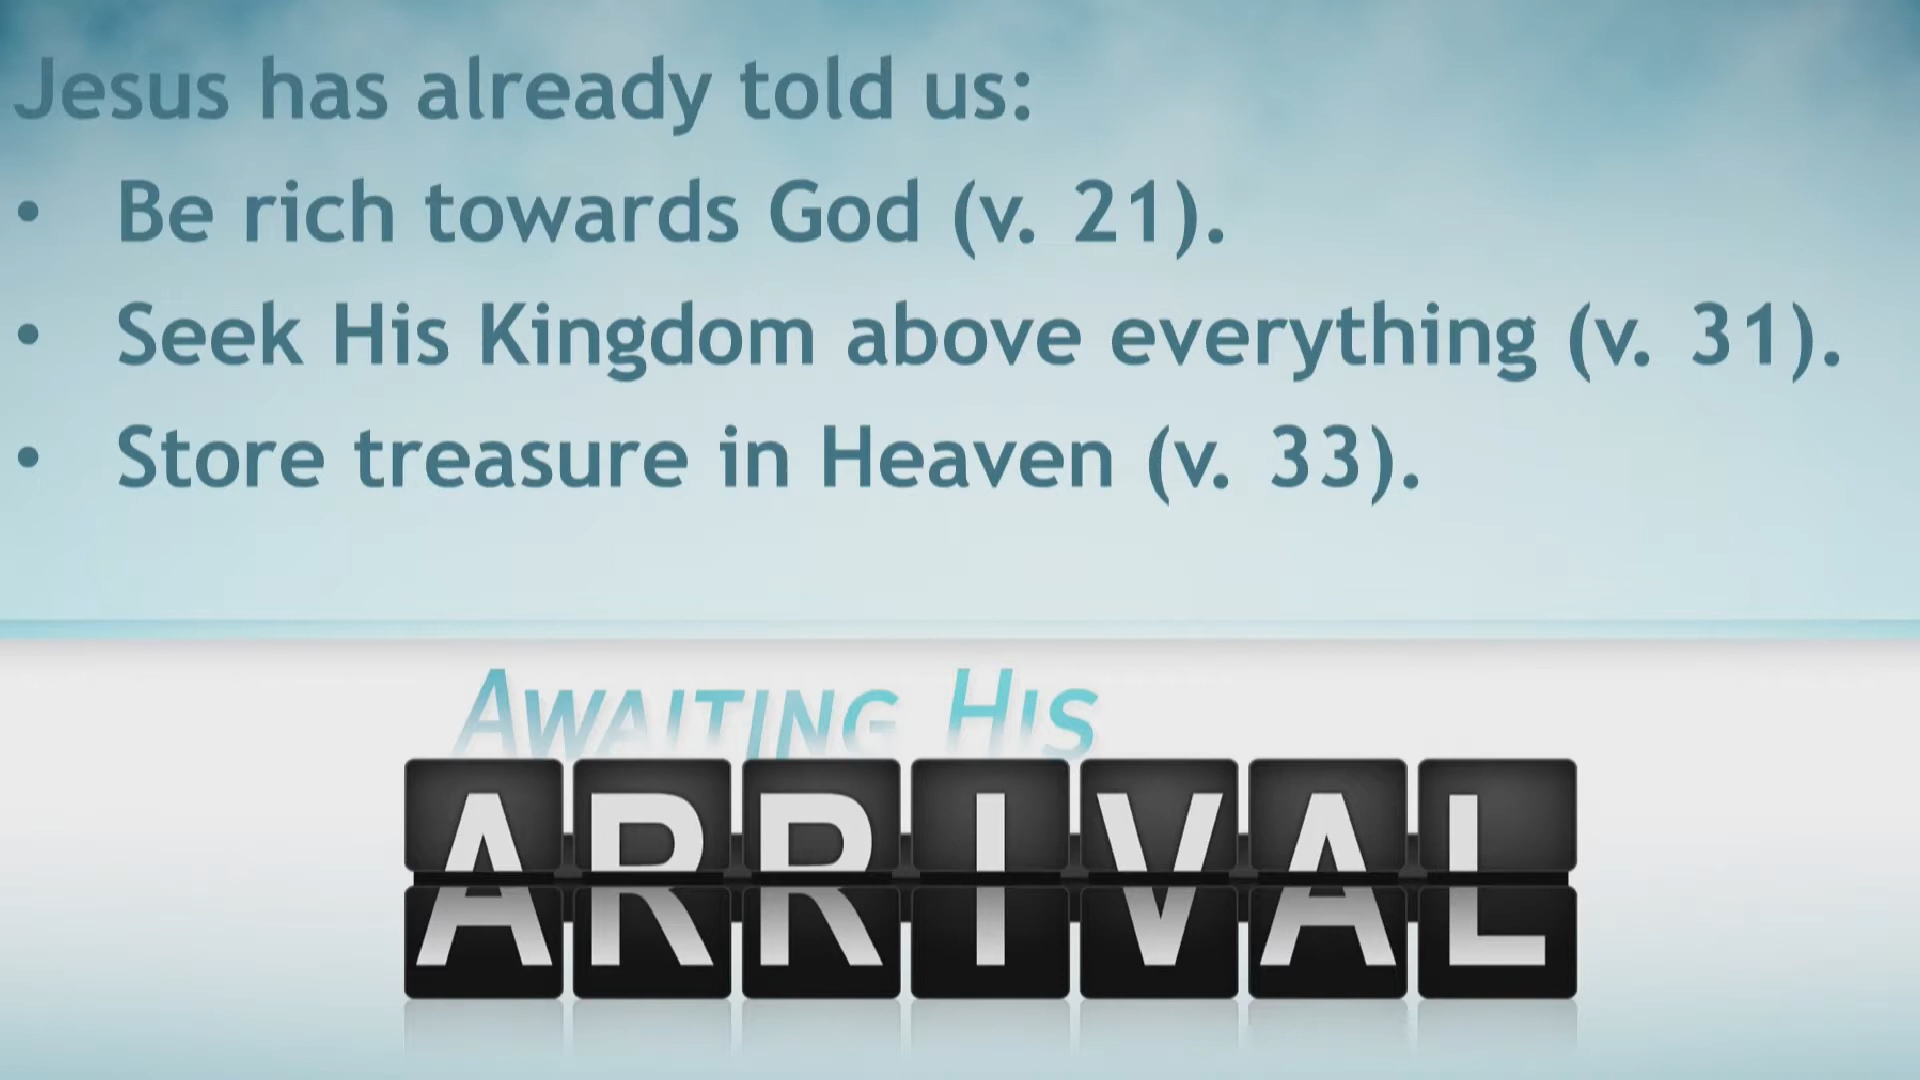 Jesus has already told us:
• Be rich towards God (v. 21).
• Seek His Kingdom above everything (v. 31).
• Store treasure in Heaven (v. 33).
AWAITING HIS
ARRIVAL